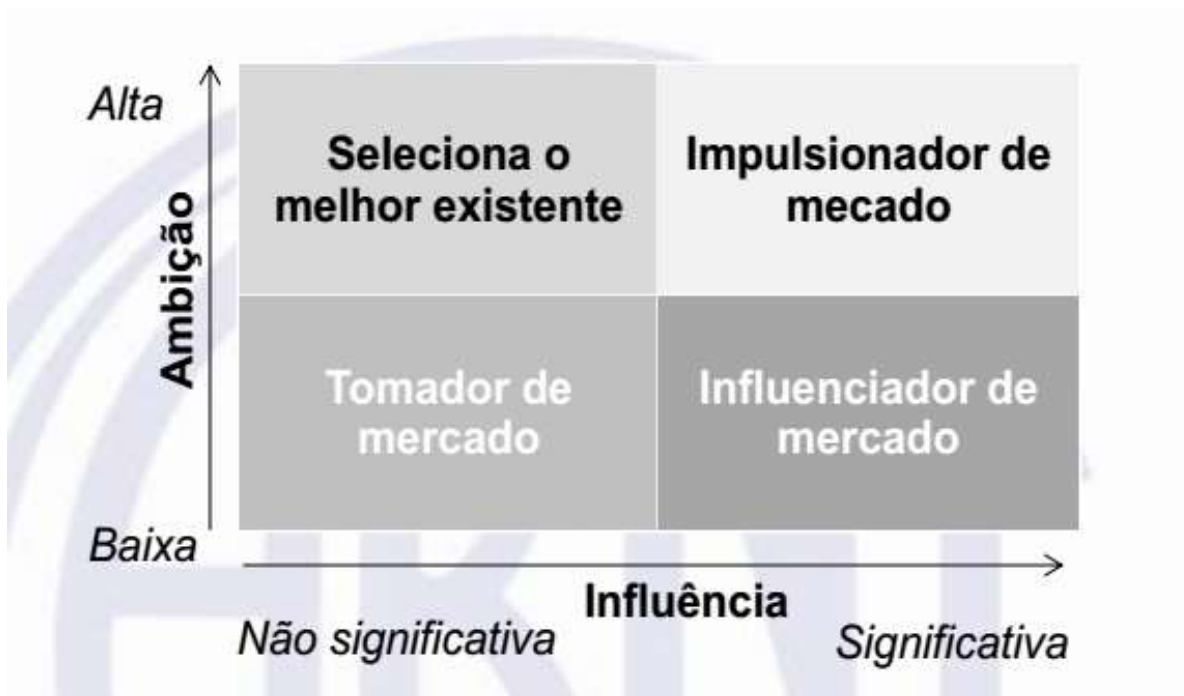 Alta
Seleciona o
melhor existente
Impulsionador de
mecado
Ambição
Tomador de
mercado
Influenciador de
mercado
Baixa
Influência
Não significativa
Significativa